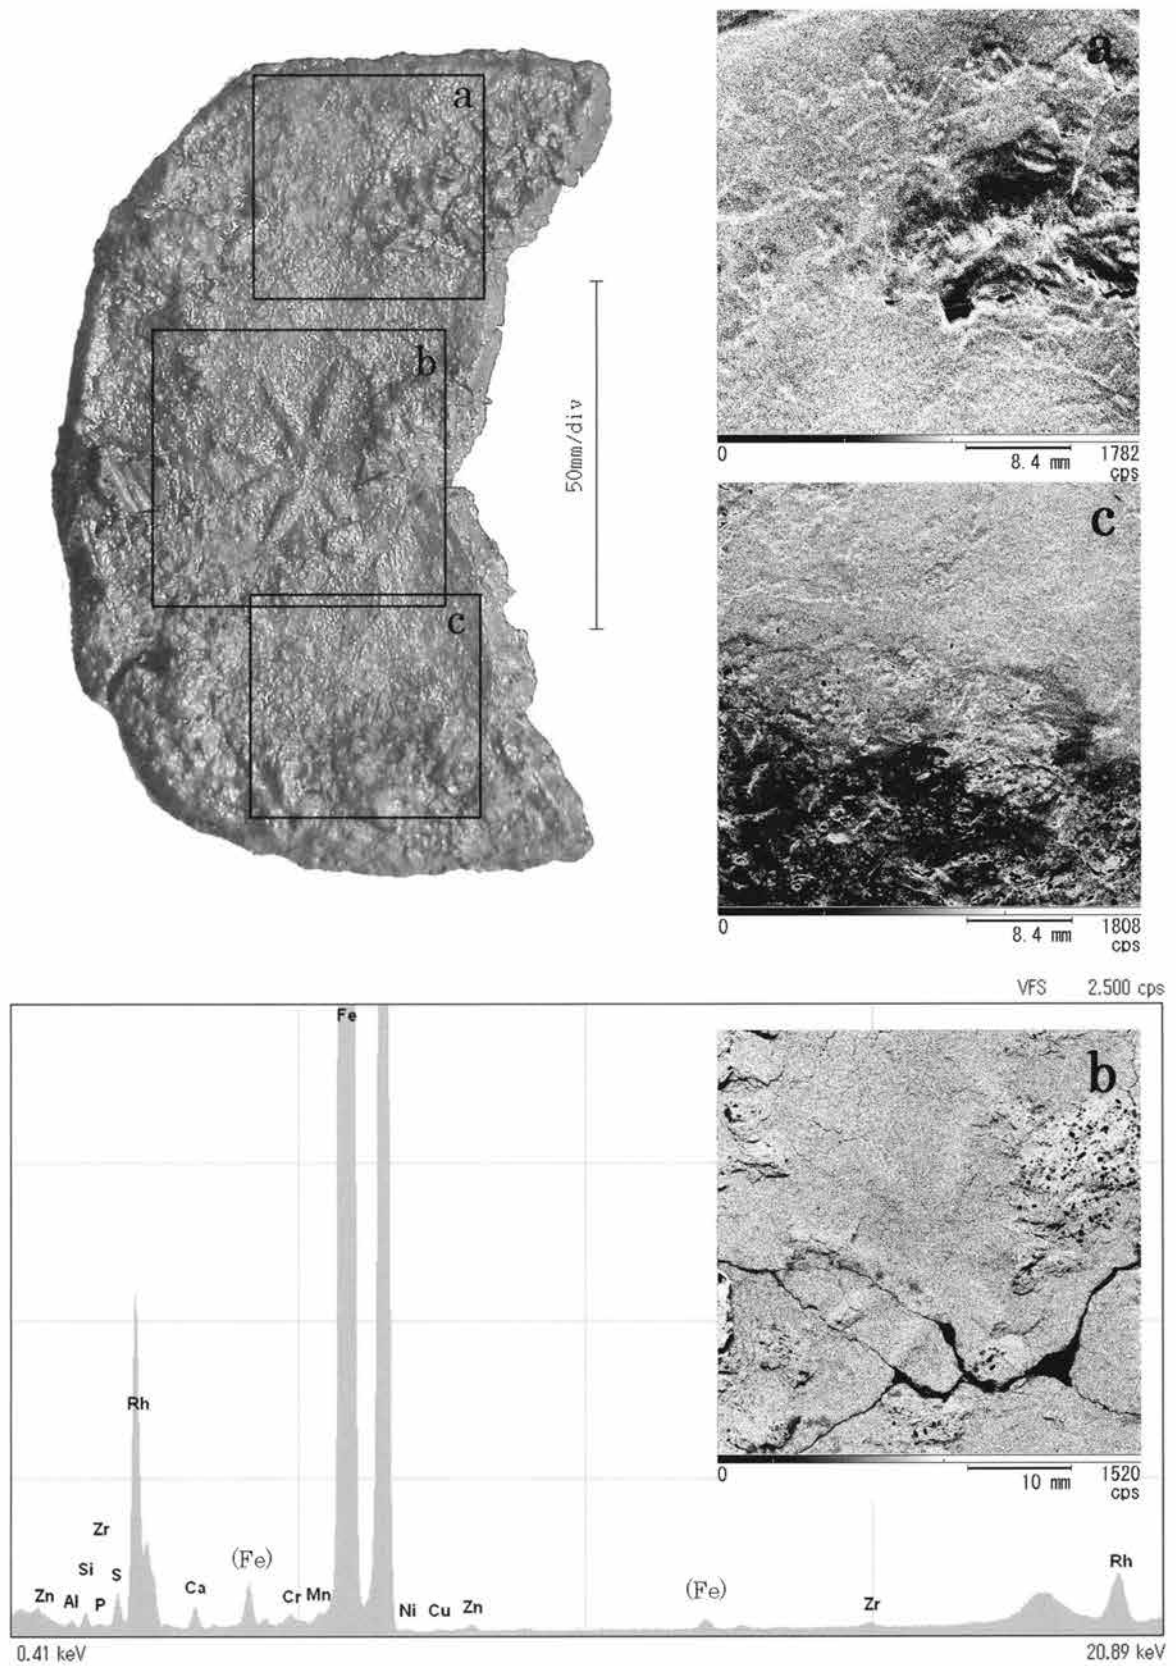 a
b
c
50mm/div
a
0
8.4 mm
1782
cps
c
0
8.4 mm
1808
cps
VFS 2.500 cps
Fe
b
0
10 mm
1520
cps
Rh
Zr
Si
S
(Fe)
Zn
Al
P
Ca
Cr
Mn
Ni
Cu
Zn
(Fe)
Zr
Rh
0.41 keV
20.89 keV